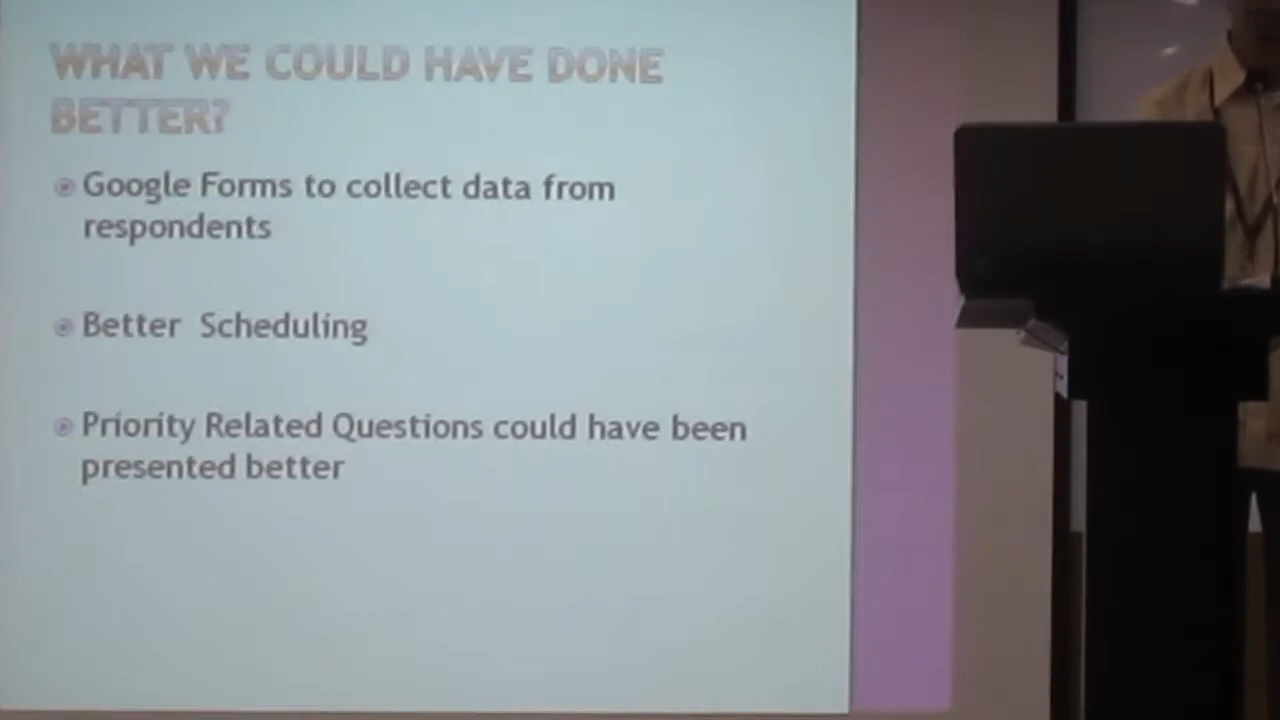 WHAT WE COULD HAVE DONE
BETTER?
Google Forms to collect data from
respondents
Better Scheduling
Priority Related Questions could have been
presented better